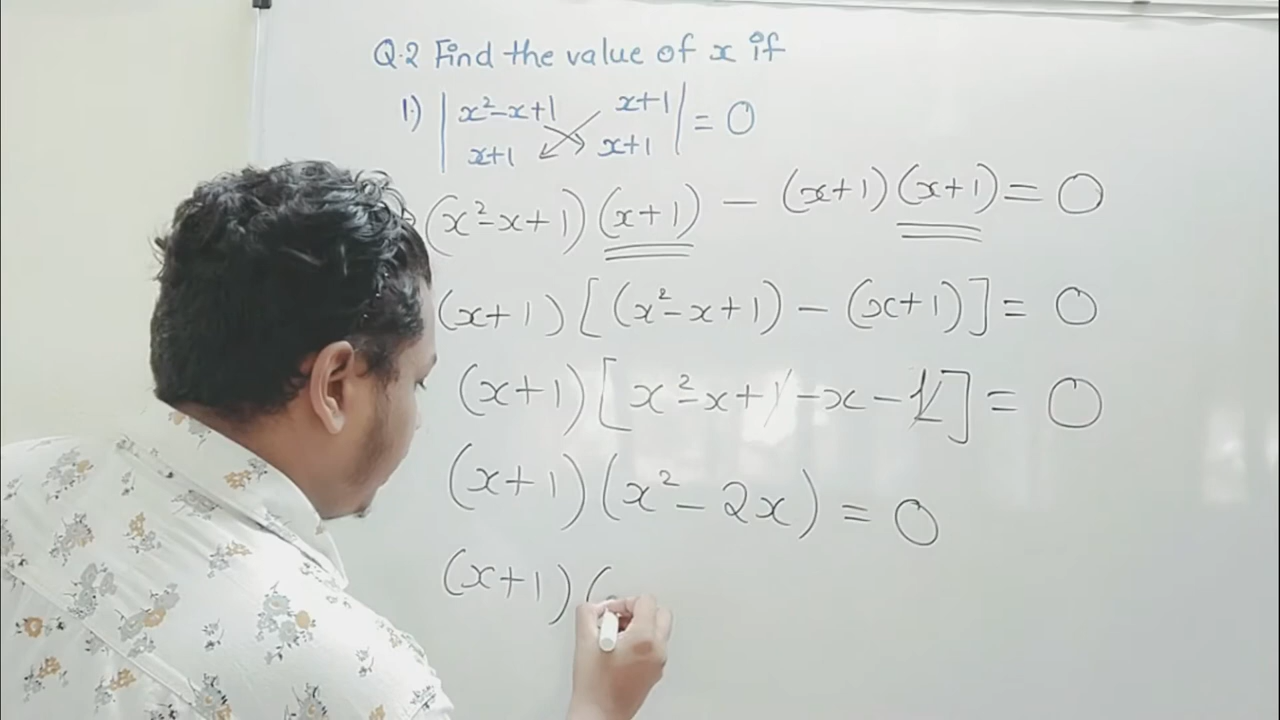 Q.2 Find the value of x if
1.) | x²-x+1 x+1 | = 0
x+1 x+1
(x²-x+1)(x+1) - (x+1)(x+1) = 0
(x+1)[(x²-x+1) - (x+1)] = 0
(x+1)[x²-x+1-x-1] = 0
(x+1)(x²-2x) = 0
(x+1)(